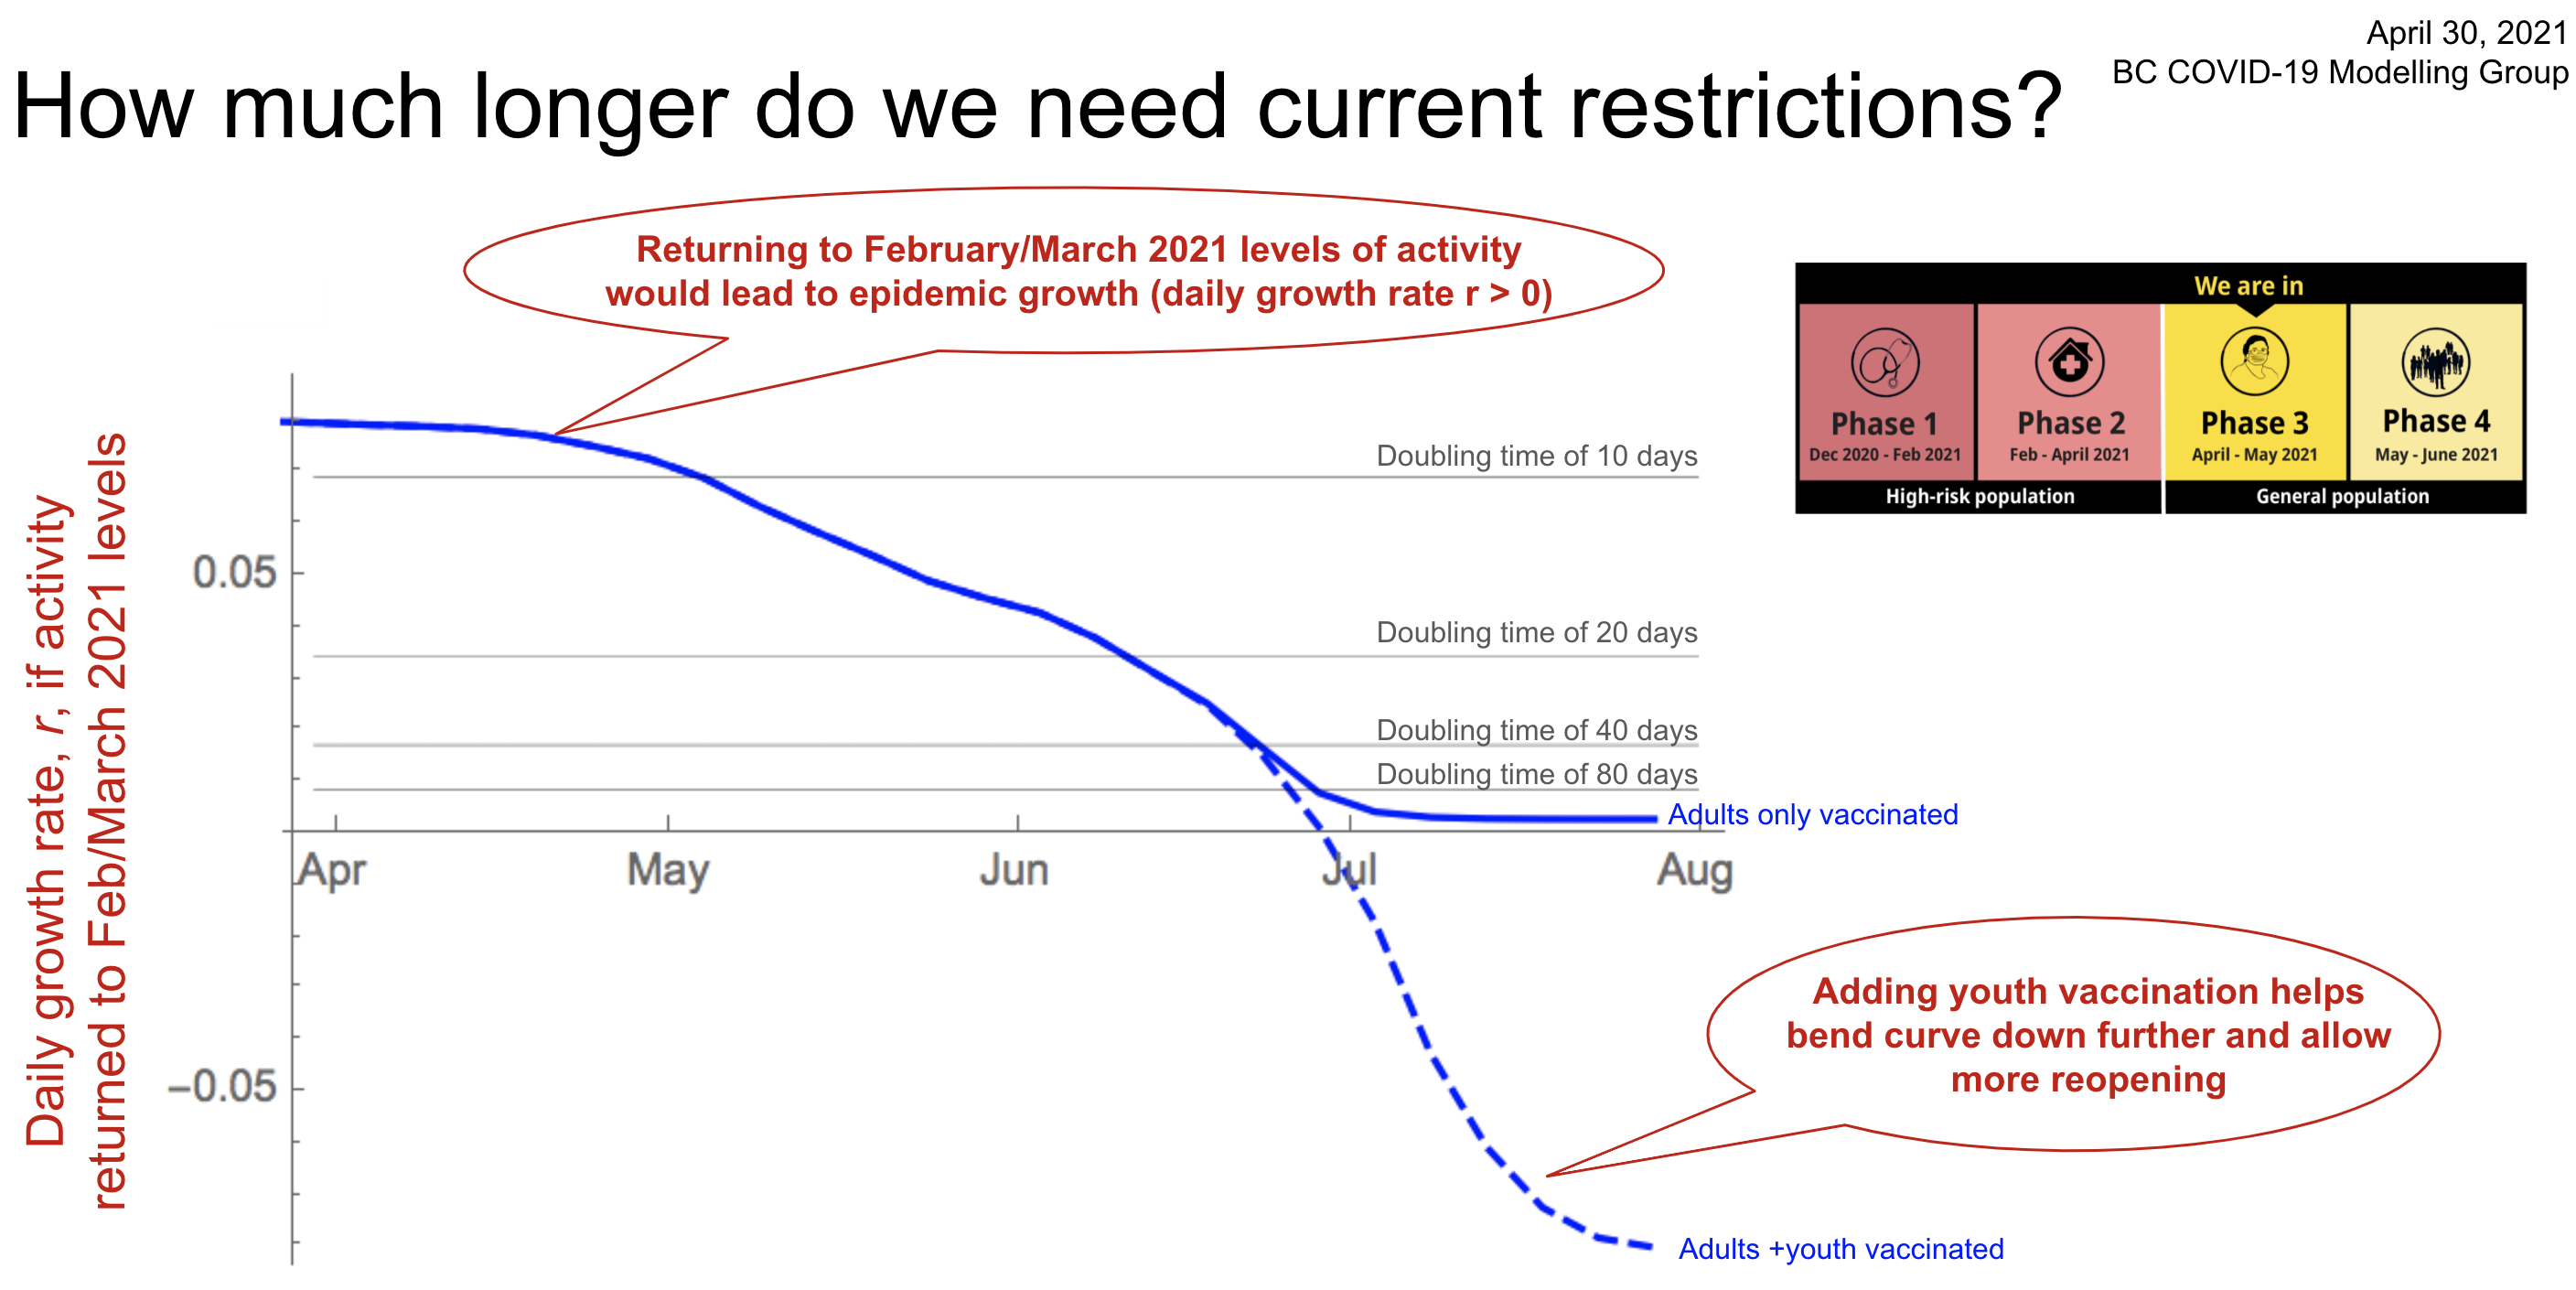 April 30, 2021
BC COVID-19 Modelling Group
How much longer do we need current restrictions?
Returning to February/March 2021 levels of activity
would lead to epidemic growth (daily growth rate r > 0)
We are in
Phase 1
Dec 2020 - Feb 2021
Phase 2
Feb - April 2021
Phase 3
April - May 2021
Phase 4
May - June 2021
High-risk population
General population
Daily growth rate, r, if activity
returned to Feb/March 2021 levels
0.05
−0.05
Doubling time of 10 days
Doubling time of 20 days
Doubling time of 40 days
Doubling time of 80 days
Adults only vaccinated
Apr
May
Jun
Jul
Aug
Adding youth vaccination helps
bend curve down further and allow
more reopening
Adults +youth vaccinated